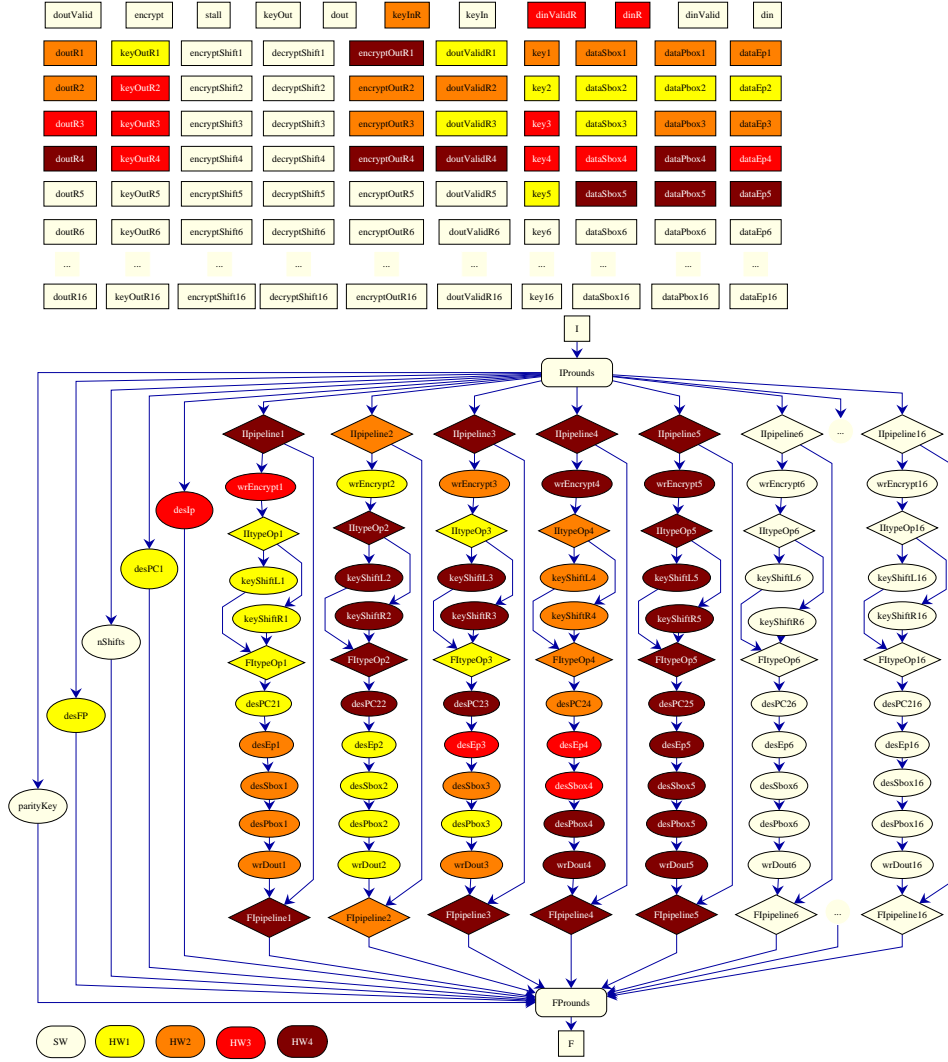 doutValid encrypt stall keyOut dout keyInR keyIn dinValidR dinR dinValid din
doutR1 keyOutR1 encryptShift1 decryptShift1 encryptOutR1 doutValidR1 key1 dataSbox1 dataPbox1 dataEp1
doutR2 keyOutR2 encryptShift2 decryptShift2 encryptOutR2 doutValidR2 key2 dataSbox2 dataPbox2 dataEp2
doutR3 keyOutR3 encryptShift3 decryptShift3 encryptOutR3 doutValidR3 key3 dataSbox3 dataPbox3 dataEp3
doutR4 keyOutR4 encryptShift4 decryptShift4 encryptOutR4 doutValidR4 key4 dataSbox4 dataPbox4 dataEp4
doutR5 keyOutR5 encryptShift5 decryptShift5 encryptOutR5 doutValidR5 key5 dataSbox5 dataPbox5 dataEp5
doutR6 keyOutR6 encryptShift6 decryptShift6 encryptOutR6 doutValidR6 key6 dataSbox6 dataPbox6 dataEp6
... ... ... ... ... ... ... ... ... ...
doutR16 keyOutR16 encryptShift16 decryptShift16 encryptOutR16 doutValidR16 key16 dataSbox16 dataPbox16 dataEp16
I
IProunds
IIpipeline1 IIpipeline2 IIpipeline3 IIpipeline4 IIpipeline5 IIpipeline6 ... IIpipeline16
wrEncrypt1 wrEncrypt2 wrEncrypt3 wrEncrypt4 wrEncrypt5 wrEncrypt6 wrEncrypt16
desIp
IItypeOp1 IItypeOp2 IItypeOp3 IItypeOp4 IItypeOp5 IItypeOp6 IItypeOp16
desPC1
keyShiftL1 keyShiftL2 keyShiftL3 keyShiftL4 keyShiftL5 keyShiftL6 keyShiftL16
keyShiftR1 keyShiftR2 keyShiftR3 keyShiftR4 keyShiftR5 keyShiftR6 keyShiftR16
nShifts
FItypeOp1 FItypeOp2 FItypeOp3 FItypeOp4 FItypeOp5 FItypeOp6 FItypeOp16
desPC21 desPC22 desPC23 desPC24 desPC25 desPC26 desPC216
desFP
desEp1 desEp2 desEp3 desEp4 desEp5 desEp6 desEp16
desSbox1 desSbox2 desSbox3 desSbox4 desSbox5 desSbox6 desSbox16
parityKey
desPbox1 desPbox2 desPbox3 desPbox4 desPbox5 desPbox6 desPbox16
wrDout1 wrDout2 wrDout3 wrDout4 wrDout5 wrDout6 wrDout16
FIpipeline1 FIpipeline2 FIpipeline3 FIpipeline4 FIpipeline5 FIpipeline6 ... FIpipeline16
FProunds
SW HW1 HW2 HW3 HW4 F